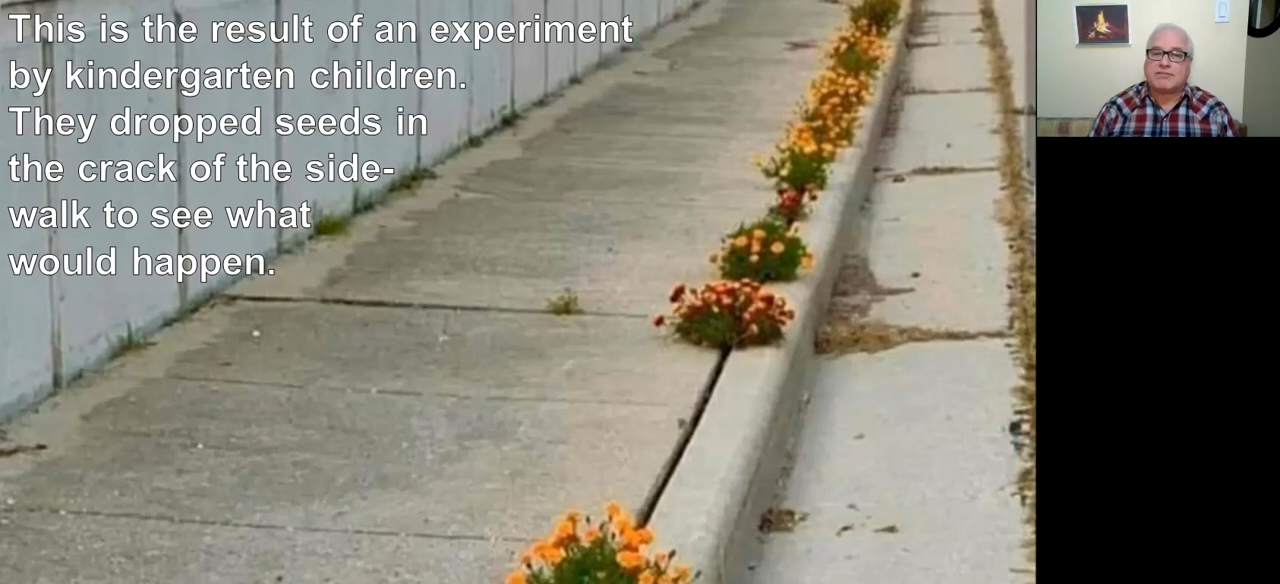 This is the result of an experiment
by kindergarten children.
They dropped seeds in
the crack of the side-
walk to see what
would happen.